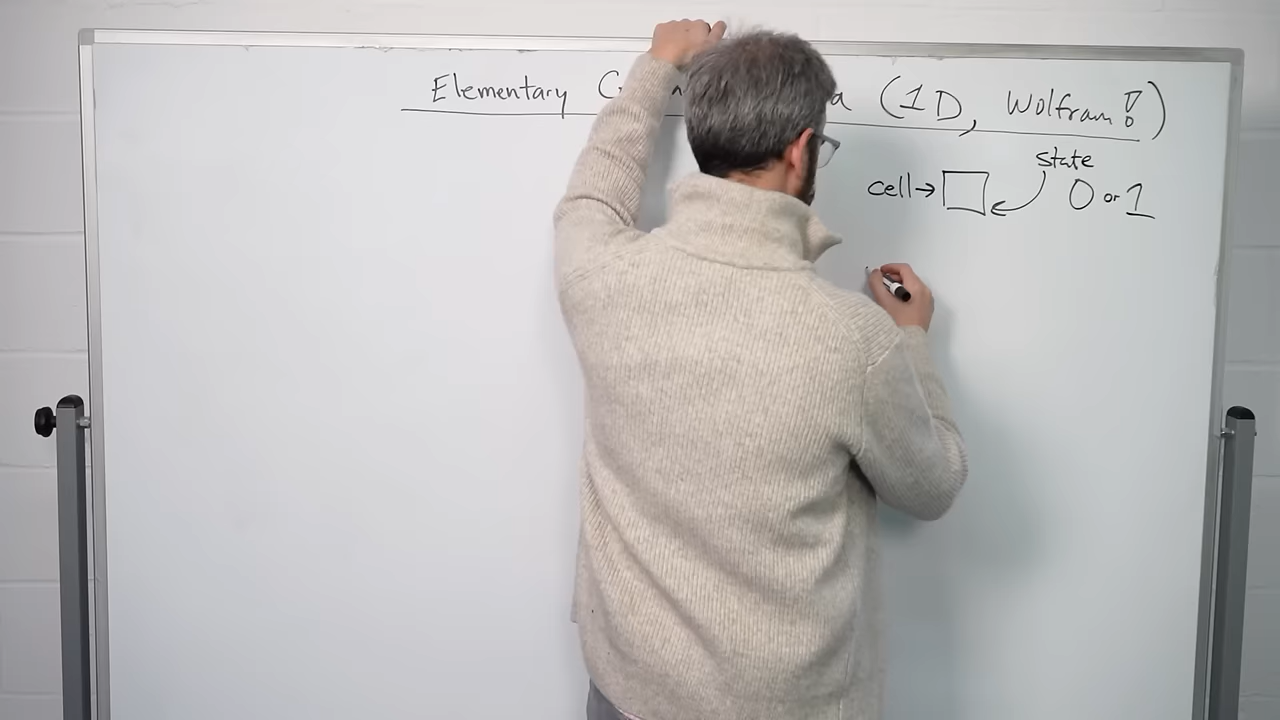 Elementary (1D, Wolfram!)
state
cell → 0 or 1